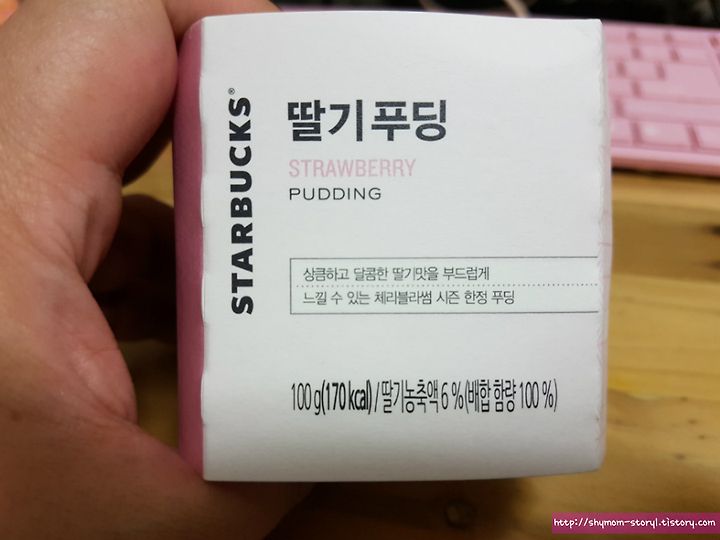 STARBUCKS®
딸기푸딩
STRAWBERRY
PUDDING
상큼하고 달콤한 딸기맛을 부드럽게
느낄 수 있는 체리블라썸 시즌 한정 푸딩
100 g(170 kcal) / 딸기농축액 6 %(배합 함량 100 %)
http://shymom-story1.tistory.com